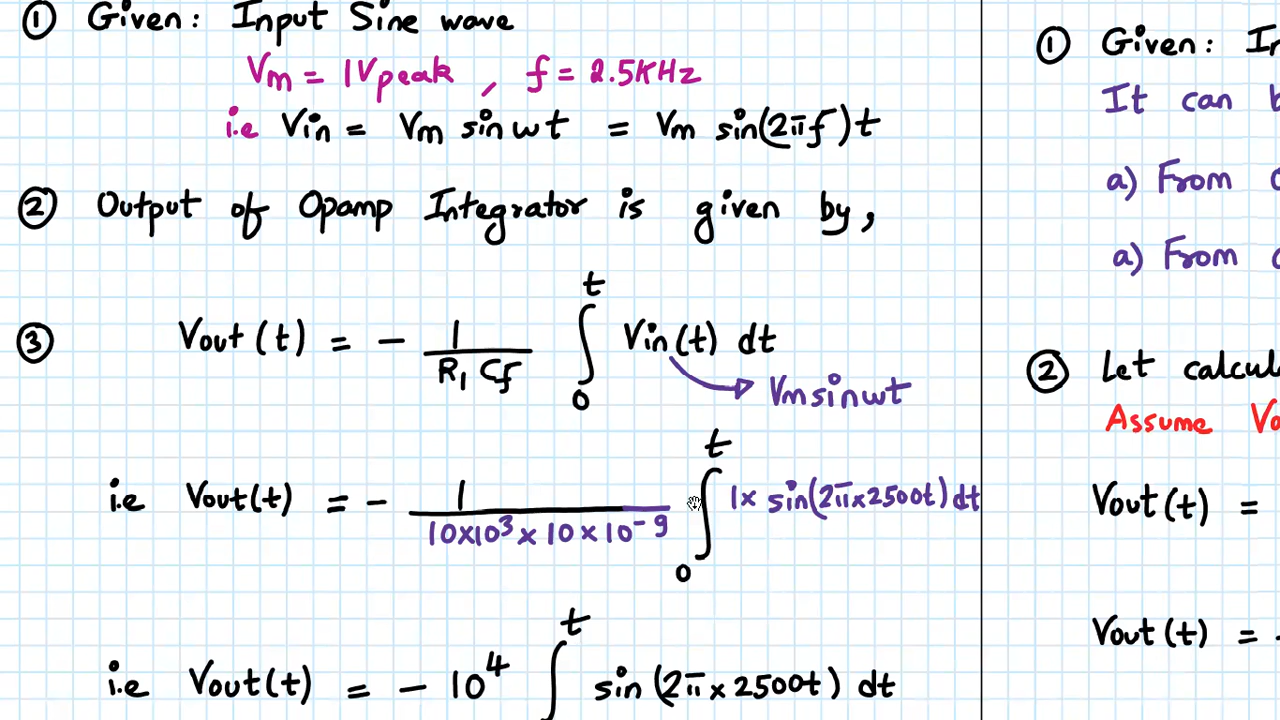 ① Given: Input Sine wave
Vm = 1Vpeak , f = 2.5KHz
i.e Vin = Vm sinωt = Vm sin(2πf)t
② Output of Opamp Integrator is given by,
③ Vout(t) = - 1/(R₁ Cf) ∫₀ᵗ Vin(t) dt
Vmsinωt
i.e Vout(t) = - 1/(10×10³ × 10 × 10⁻⁹) ∫₀ᵗ 1× sin(2π×2500t) dt
i.e Vout(t) = - 10⁴ ∫ᵗ sin(2π×2500t) dt
① Given:
It can
a) From
a) From
② Let
Assume
Vout(t) =
Vout(t) =